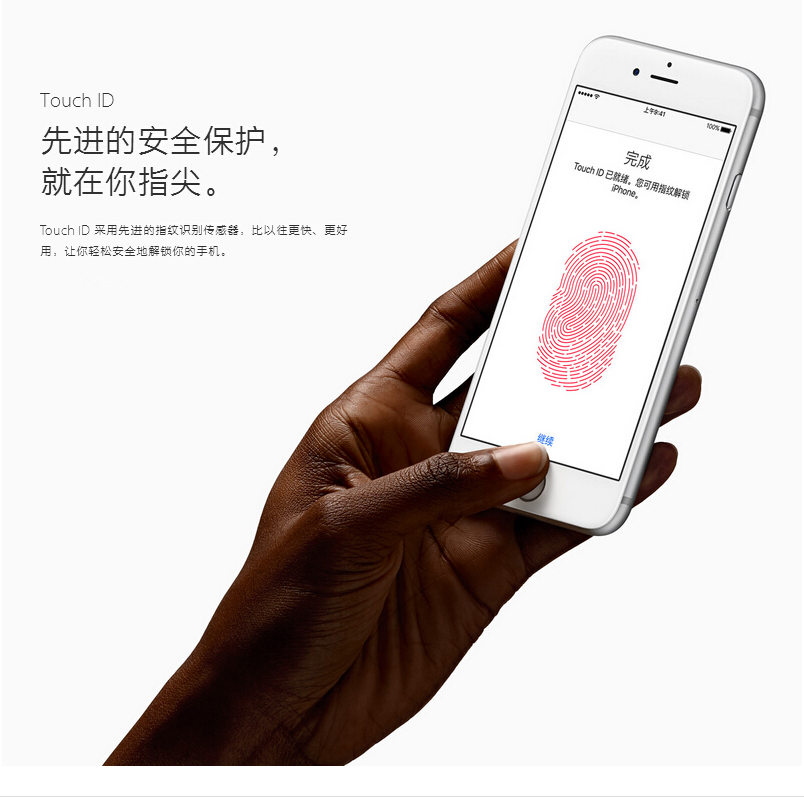 Touch ID
先进的安全保护，
就在你指尖。
Touch ID 采用先进的指纹识别传感器，比以往更快、更好
用，让你轻松安全地解锁你的手机。
上午9:41
100%
完成
Touch ID 已就绪。您可用指纹解锁
iPhone。
继续